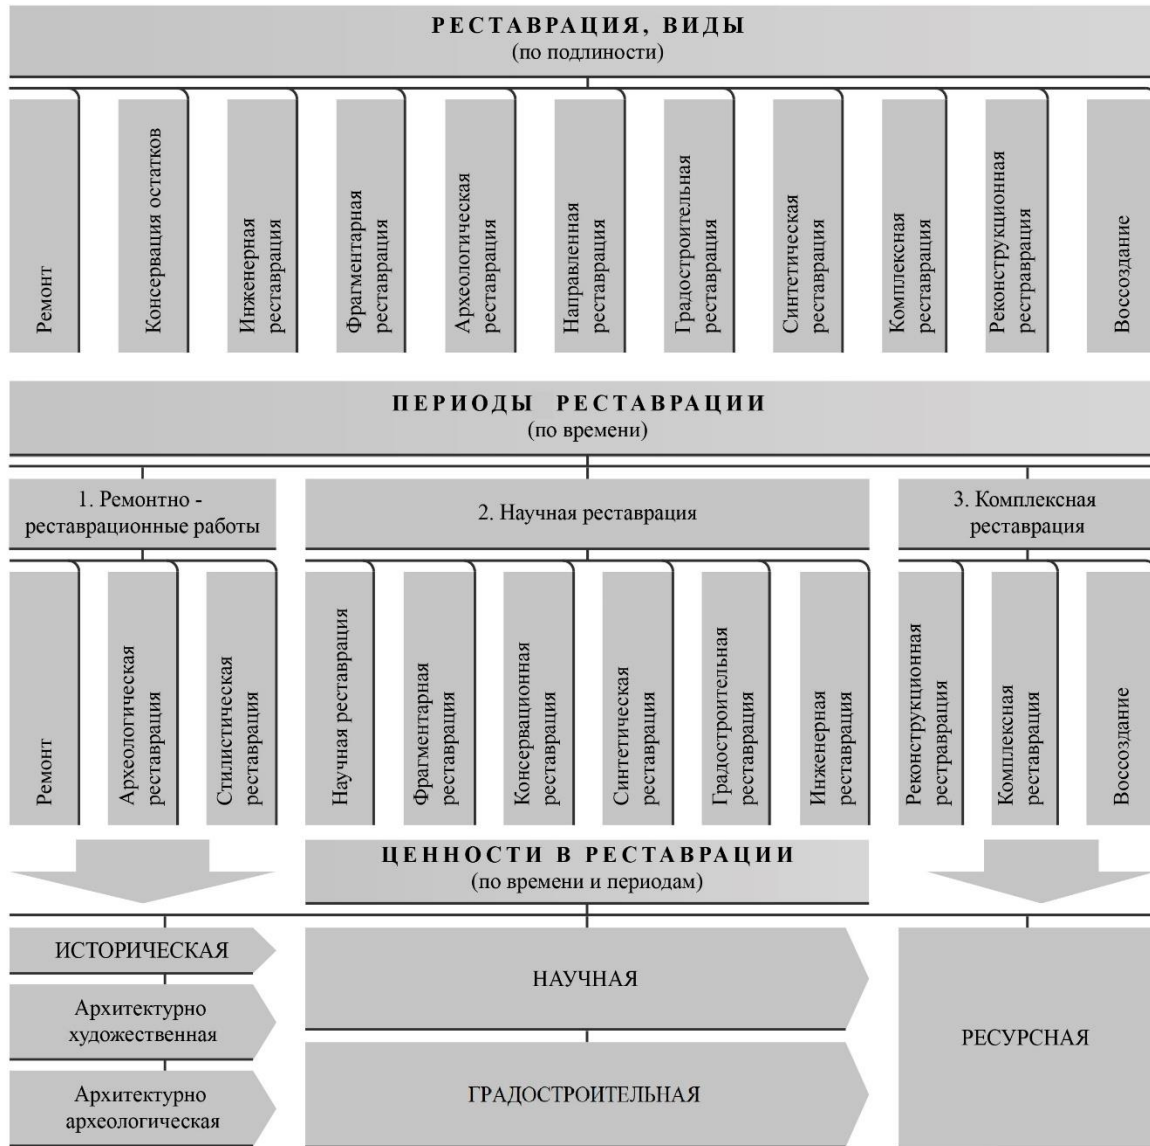 РЕСТАВРАЦИЯ, ВИДЫ
(по подлиности)
Ремонт
Консервация остатков
Инженерная
реставрация
Фрагментарная
реставрация
Археологическая
реставрация
Направленная
реставрация
Градостроительная
реставрация
Синтетическая
реставрация
Комплексная
реставрация
Реконструкционная
рестраврация
Воссоздание
ПЕРИОДЫ РЕСТАВРАЦИИ
(по времени)
1. Ремонтно -
реставрационные работы
2. Научная реставрация
3. Комплексная
реставрация
Ремонт
Археологическая
реставрация
Стилистическая
реставрация
Научная реставрация
Фрагментарная
реставрация
Консервационная
реставрация
Синтетическая
реставрация
Градостроительная
реставрация
Инженерная
реставрация
Реконструкционная
рестраврация
Комплексная
реставрация
Воссоздание
ЦЕННОСТИ В РЕСТАВРАЦИИ
(по времени и периодам)
ИСТОРИЧЕСКАЯ
Архитектурно
художественная
Архитектурно
археологическая
НАУЧНАЯ
ГРАДОСТРОИТЕЛЬНАЯ
РЕСУРСНАЯ